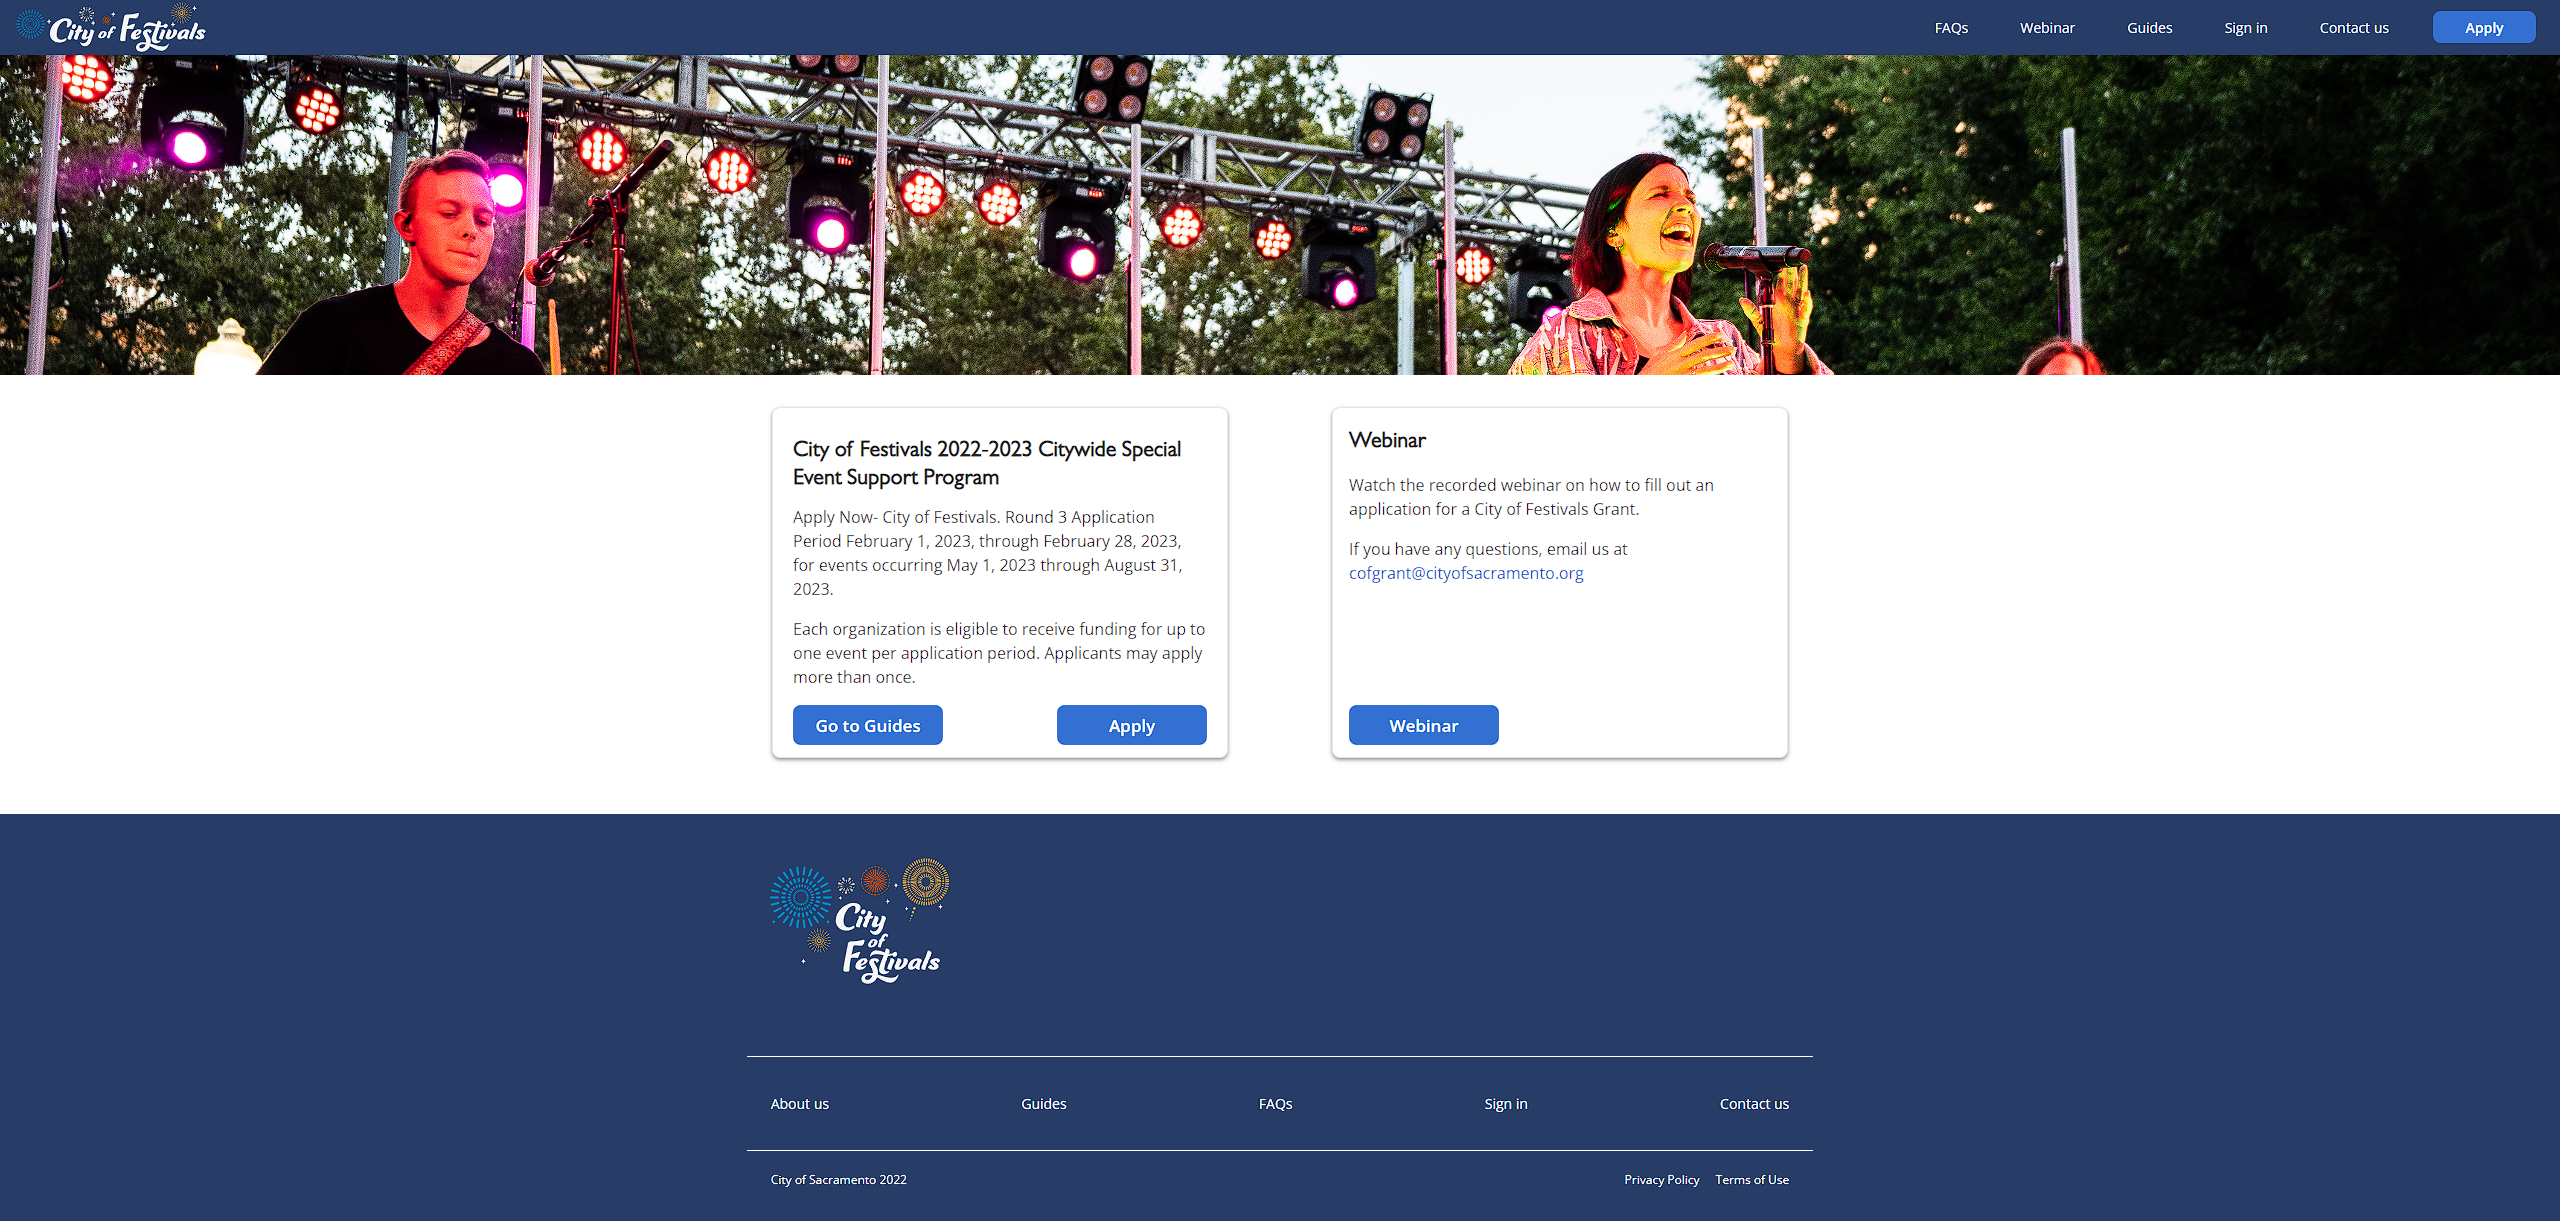 City of Festivals
FAQs
Webinar
Guides
Sign in
Contact us
Apply
City of Festivals 2022-2023 Citywide Special
Event Support Program
Apply Now- City of Festivals. Round 3 Application
Period February 1, 2023, through February 28, 2023,
for events occurring May 1, 2023 through August 31,
2023.
Each organization is eligible to receive funding for up to
one event per application period. Applicants may apply
more than once.
Go to Guides
Apply
Webinar
Watch the recorded webinar on how to fill out an
application for a City of Festivals Grant.
If you have any questions, email us at
cofgrant@cityofsacramento.org
Webinar
City
of
Festivals
About us
Guides
FAQs
Sign in
Contact us
City of Sacramento 2022
Privacy Policy
Terms of Use